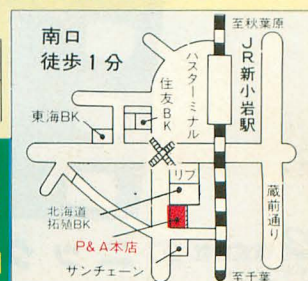 南口
徒歩1分
至秋葉原
JR新小岩駅
バスターミナル
住友BK
東海BK
リブ
北海道
拓殖BK
P&A本店
サンチェーン
蔵前通り
至千葉